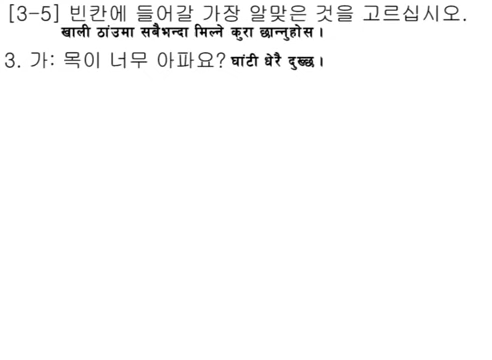 [3-5] 빈칸에 들어갈 가장 알맞은 것을 고르십시오.
खाली ठांउमा सबैभन्दा मिल्ने कुरा छान्नुहोस ।
3. 가: 목이 너무 아파요? घांटी धेरै दुख्छ ।